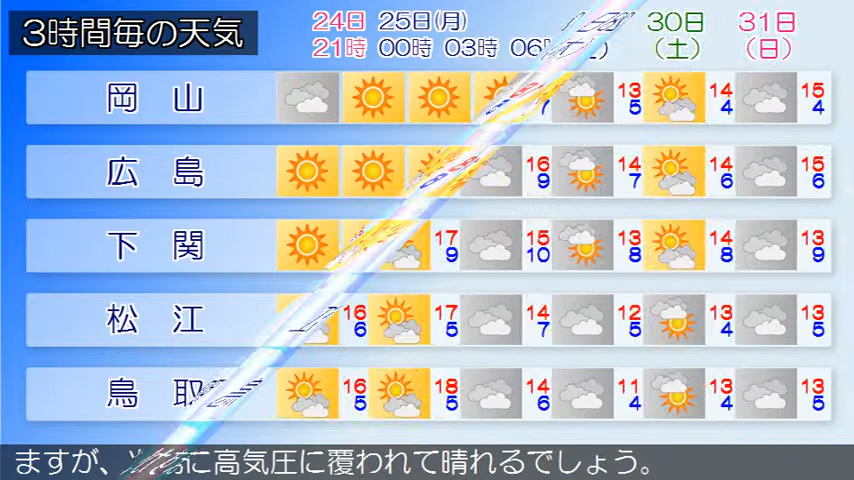 3時間毎の天気
24日 25日(月) 30日 31日
21時 00時 03時 06 (土) (日)
岡山 7 13 5 14 4 15 4
広島 16 9 14 7 14 6 15 6
下関 17 9 15 10 13 8 14 8 13 9
松江 16 6 17 5 14 7 12 5 13 4 13 5
鳥取 16 5 18 5 14 6 11 4 13 4 13 5
ますが、 に高気圧に覆われて晴れるでしょう。